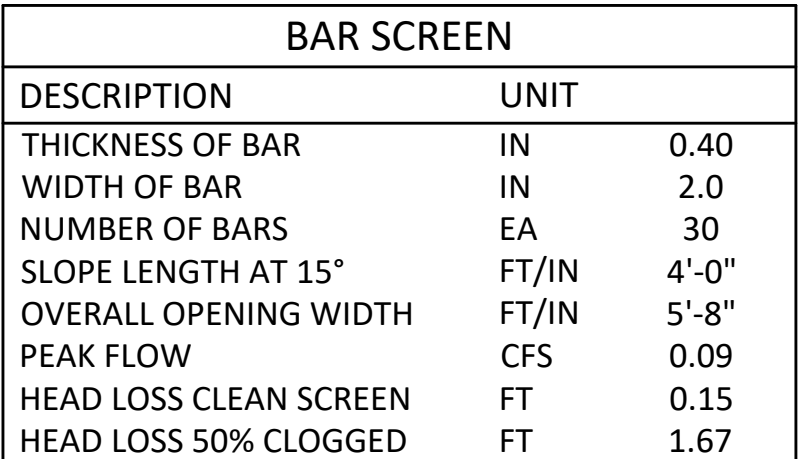 BAR SCREEN
DESCRIPTION UNIT
THICKNESS OF BAR IN 0.40
WIDTH OF BAR IN 2.0
NUMBER OF BARS EA 30
SLOPE LENGTH AT 15° FT/IN 4'-0"
OVERALL OPENING WIDTH FT/IN 5'-8"
PEAK FLOW CFS 0.09
HEAD LOSS CLEAN SCREEN FT 0.15
HEAD LOSS 50% CLOGGED FT 1.67